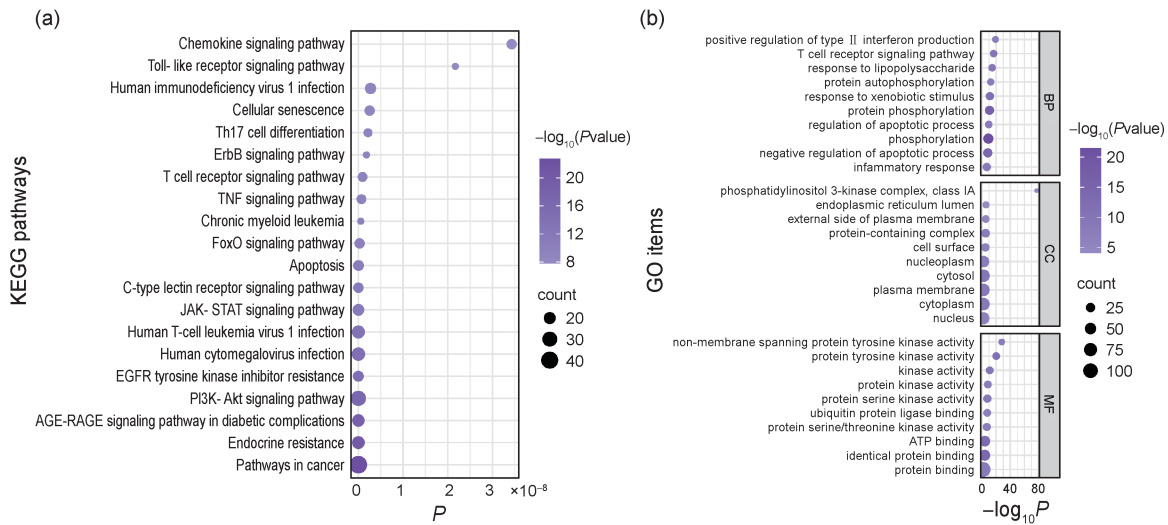 (a)
KEGG pathways
Chemokine signaling pathway
Toll- like receptor signaling pathway
Human immunodeficiency virus 1 infection
Cellular senescence
Th17 cell differentiation
ErbB signaling pathway
T cell receptor signaling pathway
TNF signaling pathway
Chronic myeloid leukemia
FoxO signaling pathway
Apoptosis
C-type lectin receptor signaling pathway
JAK- STAT signaling pathway
Human T-cell leukemia virus 1 infection
Human cytomegalovirus infection
EGFR tyrosine kinase inhibitor resistance
PI3K- Akt signaling pathway
AGE-RAGE signaling pathway in diabetic complications
Endocrine resistance
Pathways in cancer
0 1 2 3 ×10⁻⁸
P
−log₁₀(Pvalue)
20
16
12
8
count
20
30
40
(b)
GO items
positive regulation of type Ⅱ interferon production
T cell receptor signaling pathway
response to lipopolysaccharide
protein autophosphorylation
response to xenobiotic stimulus
protein phosphorylation
regulation of apoptotic process
phosphorylation
negative regulation of apoptotic process
inflammatory response
BP
phosphatidylinositol 3-kinase complex, class IA
endoplasmic reticulum lumen
external side of plasma membrane
protein-containing complex
cell surface
nucleoplasm
cytosol
plasma membrane
cytoplasm
nucleus
CC
non-membrane spanning protein tyrosine kinase activity
protein tyrosine kinase activity
kinase activity
protein kinase activity
protein serine kinase activity
ubiquitin protein ligase binding
protein serine/threonine kinase activity
ATP binding
identical protein binding
protein binding
MF
0 40 80
−log₁₀P
−log₁₀(Pvalue)
20
15
10
5
count
25
50
75
100